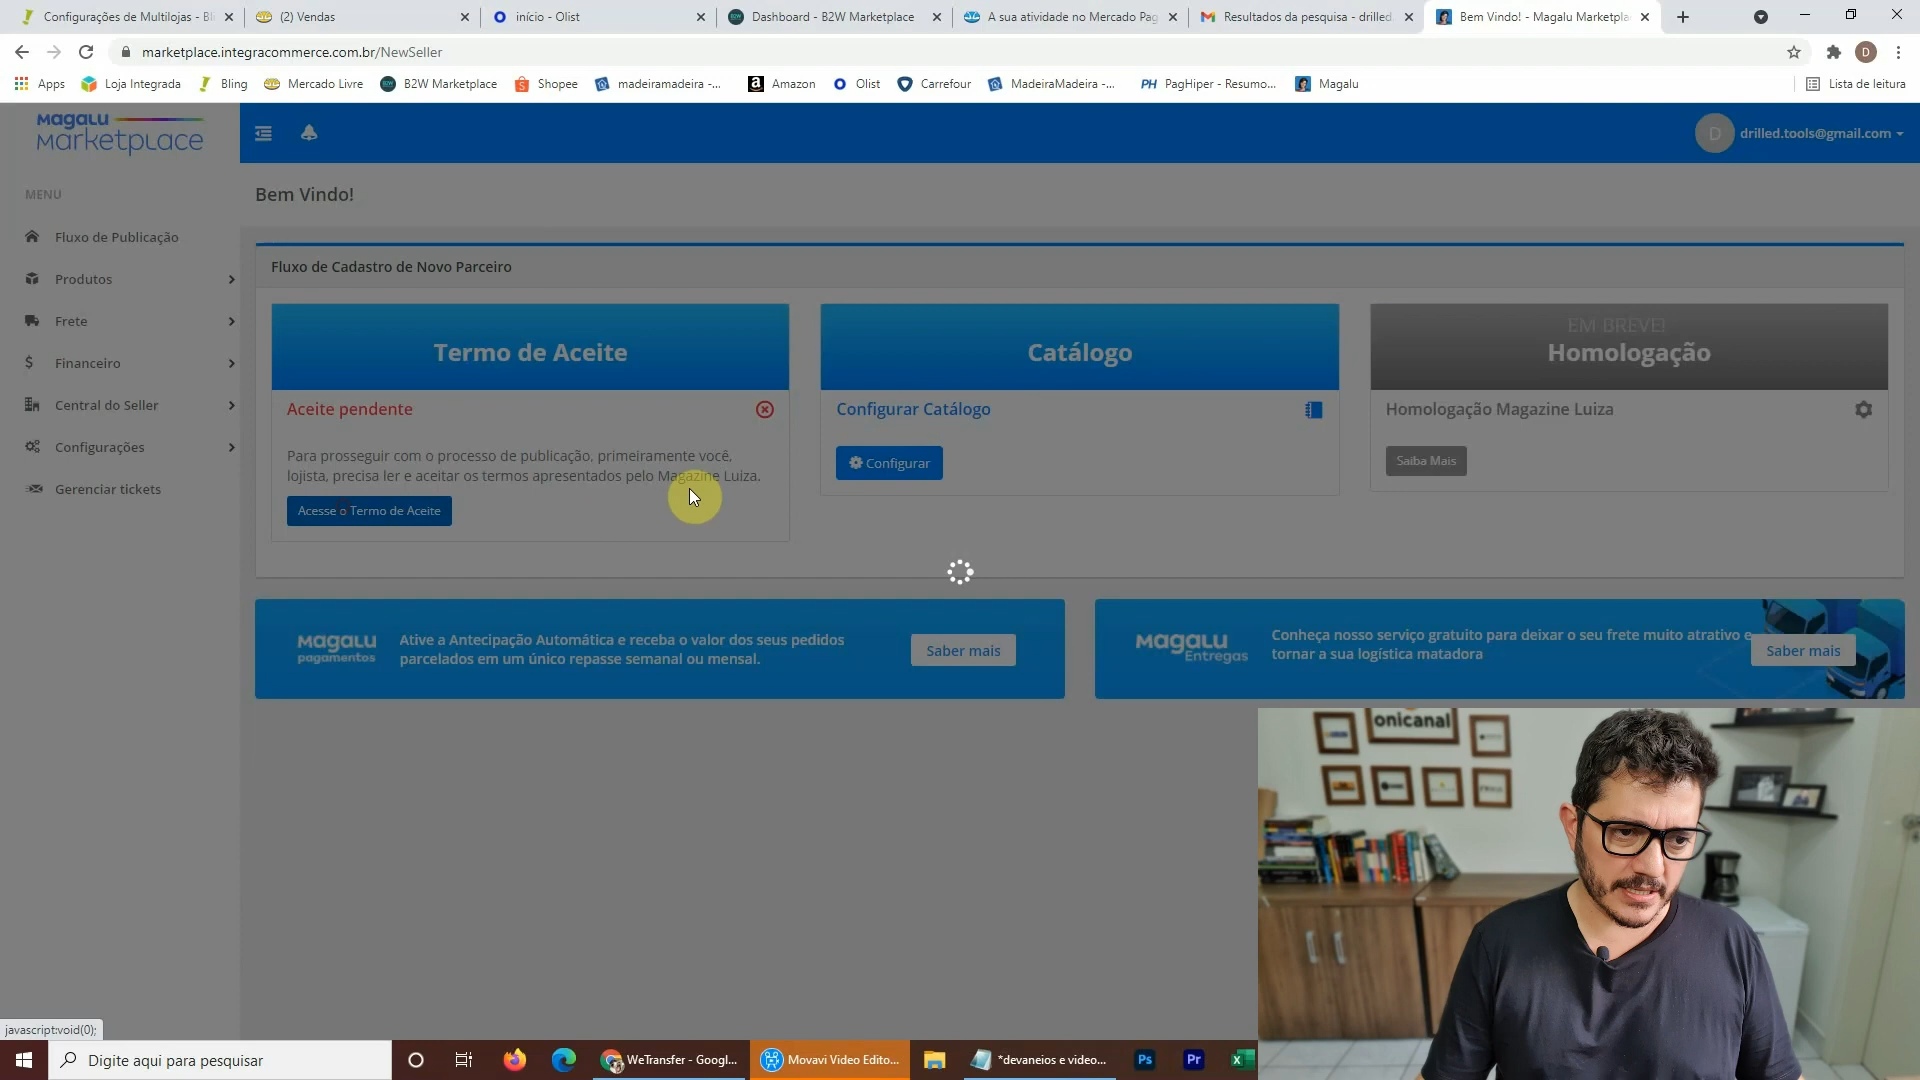 Configurações de Multilojas - Bli
(2) Vendas
início - Olist
Dashboard - B2W Marketplace
A sua atividade no Mercado Pag
Resultados da pesquisa - drilled.
Bem Vindo! - Magalu Marketpla
marketplace.integracommerce.com.br/NewSeller
D
Apps
Loja Integrada
Bling
Mercado Livre
B2W Marketplace
Shopee
madeiramadeira -...
Amazon
Olist
Carrefour
MadeiraMadeira -...
PH PagHiper - Resumo...
Magalu
Lista de leitura
Magalu
Marketplace
D
drilled.tools@gmail.com
MENU
Bem Vindo!
Fluxo de Publicação
Produtos
Frete
Financeiro
Central do Seller
Configurações
Gerenciar tickets
Fluxo de Cadastro de Novo Parceiro
Termo de Aceite
Aceite pendente
Para prosseguir com o processo de publicação, primeiramente você,
lojista, precisa ler e aceitar os termos apresentados pelo Magazine Luiza.
Acesse o Termo de Aceite
Catálogo
Configurar Catálogo
Configurar
EM BREVE!
Homologação
Homologação Magazine Luiza
Saiba Mais
Magalu
pagamentos
Ative a Antecipação Automática e receba o valor dos seus pedidos
parcelados em um único repasse semanal ou mensal.
Saber mais
Magalu
Entregas
Conheça nosso serviço gratuito para deixar o seu frete muito atrativo e
tornar a sua logística matadora
Saber mais
onicanal
javascript:void(0);
Digite aqui para pesquisar
WeTransfer - Googl...
Movavi Video Edito...
*devaneios e video...
Ps
Pr
X